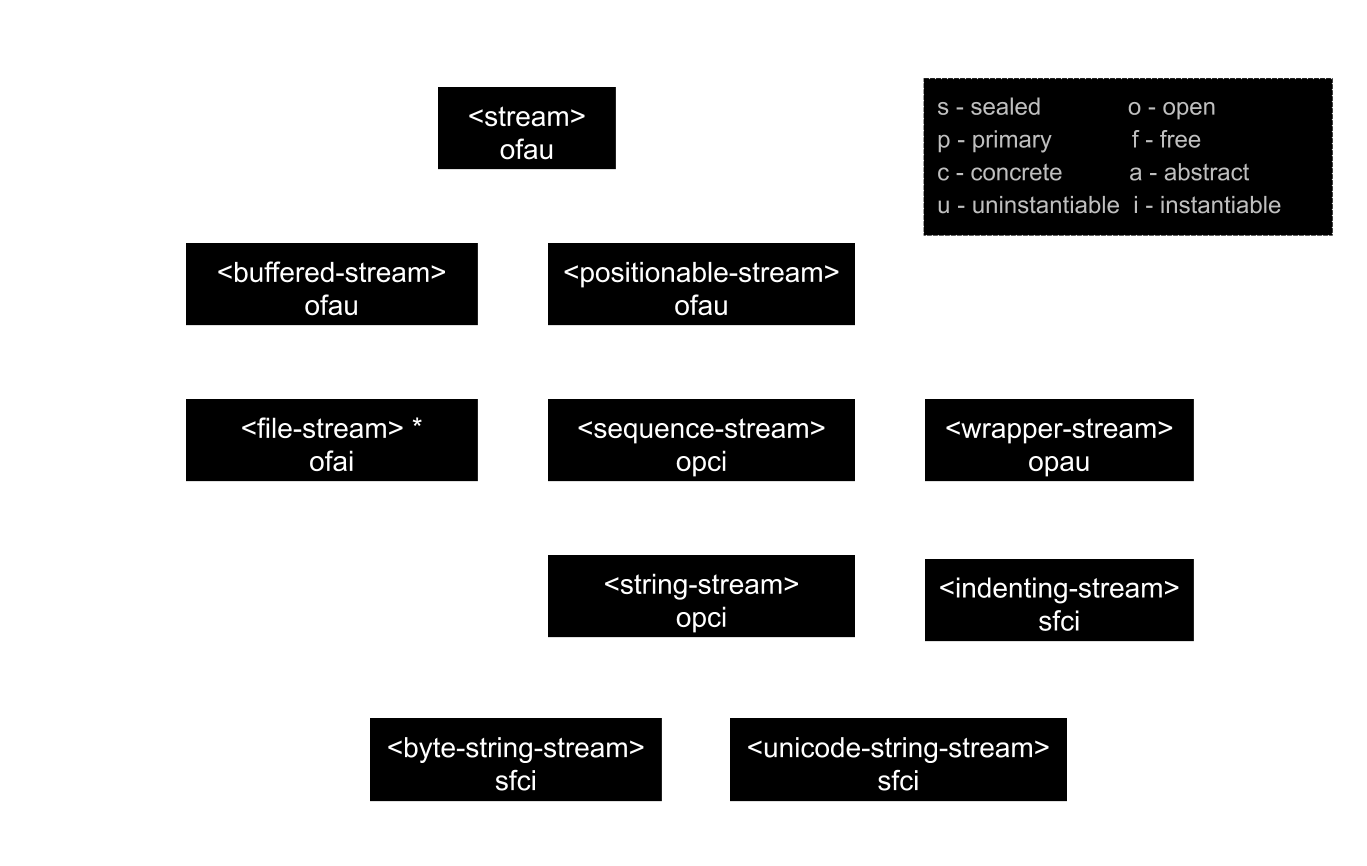 <stream>
ofau
s - sealed o - open
p - primary f - free
c - concrete a - abstract
u - uninstantiable i - instantiable
<buffered-stream>
ofau
<positionable-stream>
ofau
<file-stream> *
ofai
<sequence-stream>
opci
<wrapper-stream>
opau
<string-stream>
opci
<indenting-stream>
sfci
<byte-string-stream>
sfci
<unicode-string-stream>
sfci